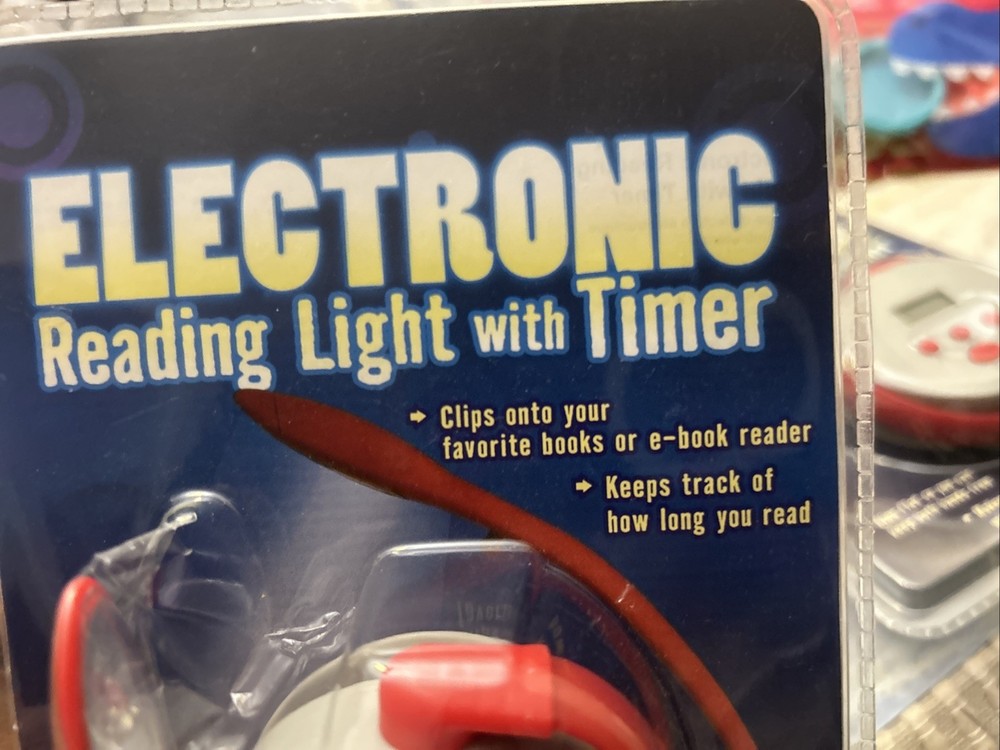 ELECTRONIC
Reading Light with Timer
➡ Clips onto your
favorite books or e-book reader
➡ Keeps track of
how long you read